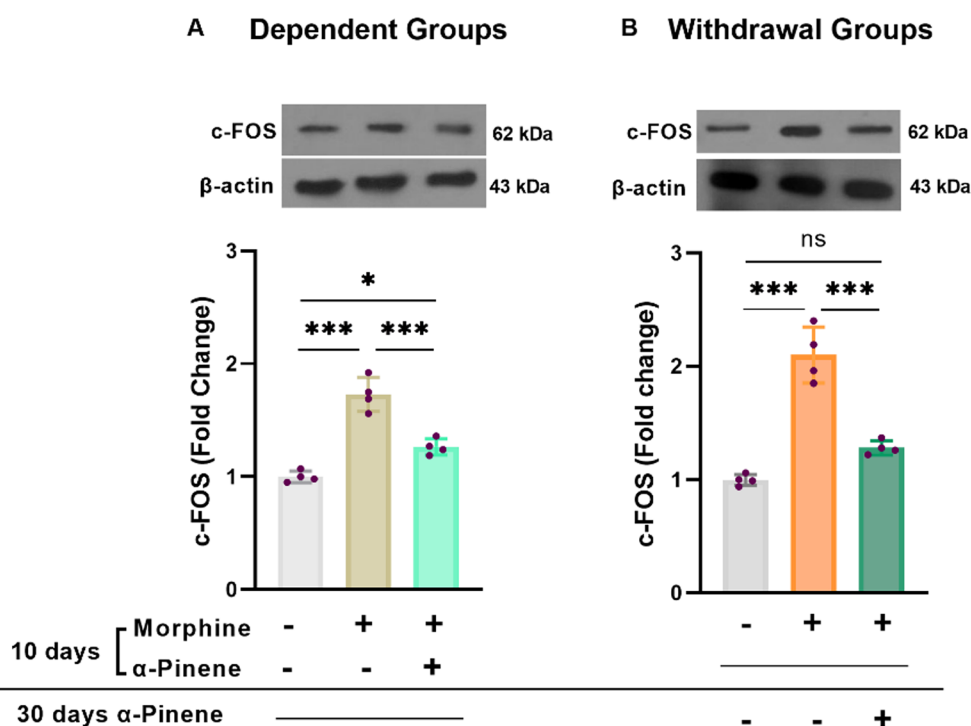 A Dependent Groups
c-FOS 62 kDa
β-actin 43 kDa
3
2
1
0
c-FOS (Fold Change)
*
*** ***
B Withdrawal Groups
c-FOS 62 kDa
β-actin 43 kDa
3
2
1
0
c-FOS (Fold change)
ns
*** ***
10 days
Morphine - + + - + +
α-Pinene - - +
30 days α-Pinene - - +